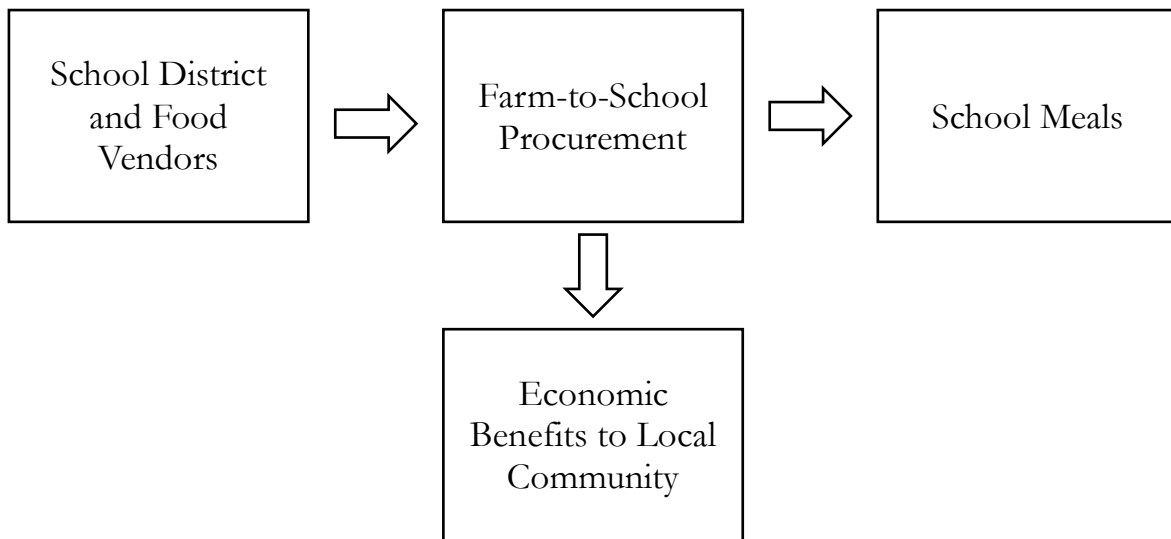 School District
and Food
Vendors
Farm-to-School
Procurement
School Meals
Economic
Benefits to Local
Community